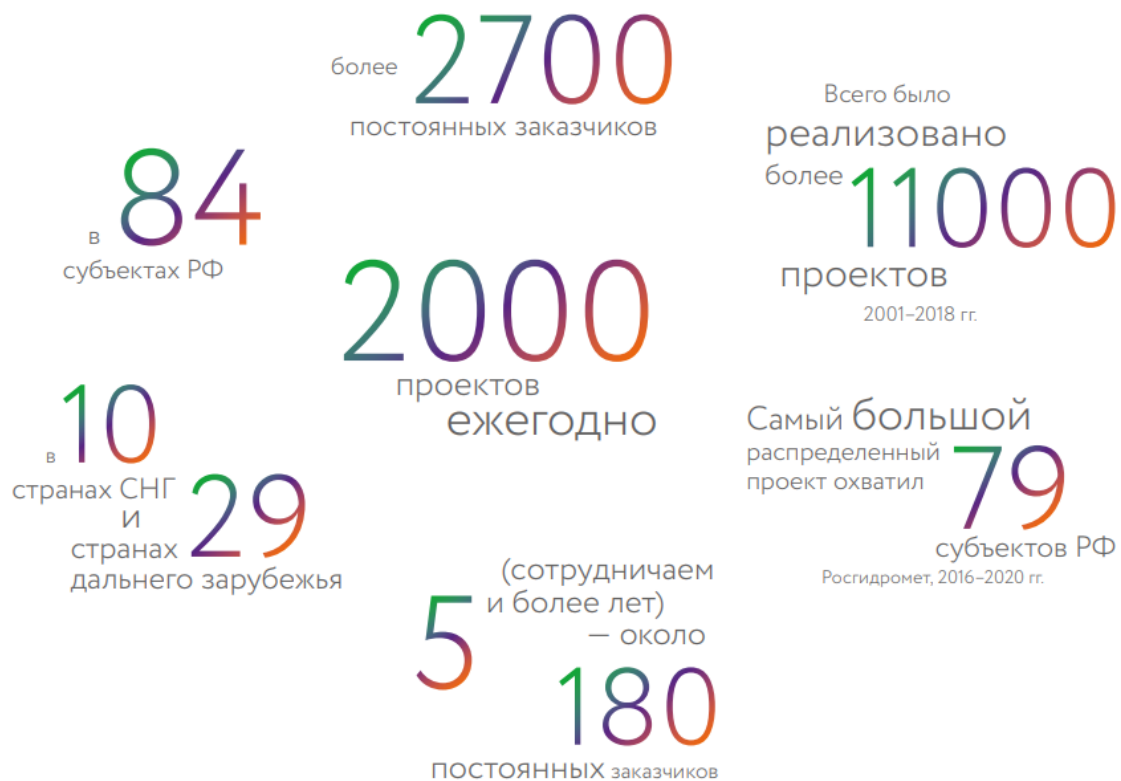 более 2700
постоянных заказчиков
Всего было
реализовано
более 11000
проектов
2001–2018 гг.
в 84
субъектах РФ
2000
проектов
ежегодно
в 10
странах СНГ
и
странах 29
дальнего зарубежья
Самый большой
распределенный
проект охватил 79
субъектов РФ
Росгидромет, 2016–2020 гг.
(сотрудничаем
5 и более лет)
— около
180
постоянных заказчиков